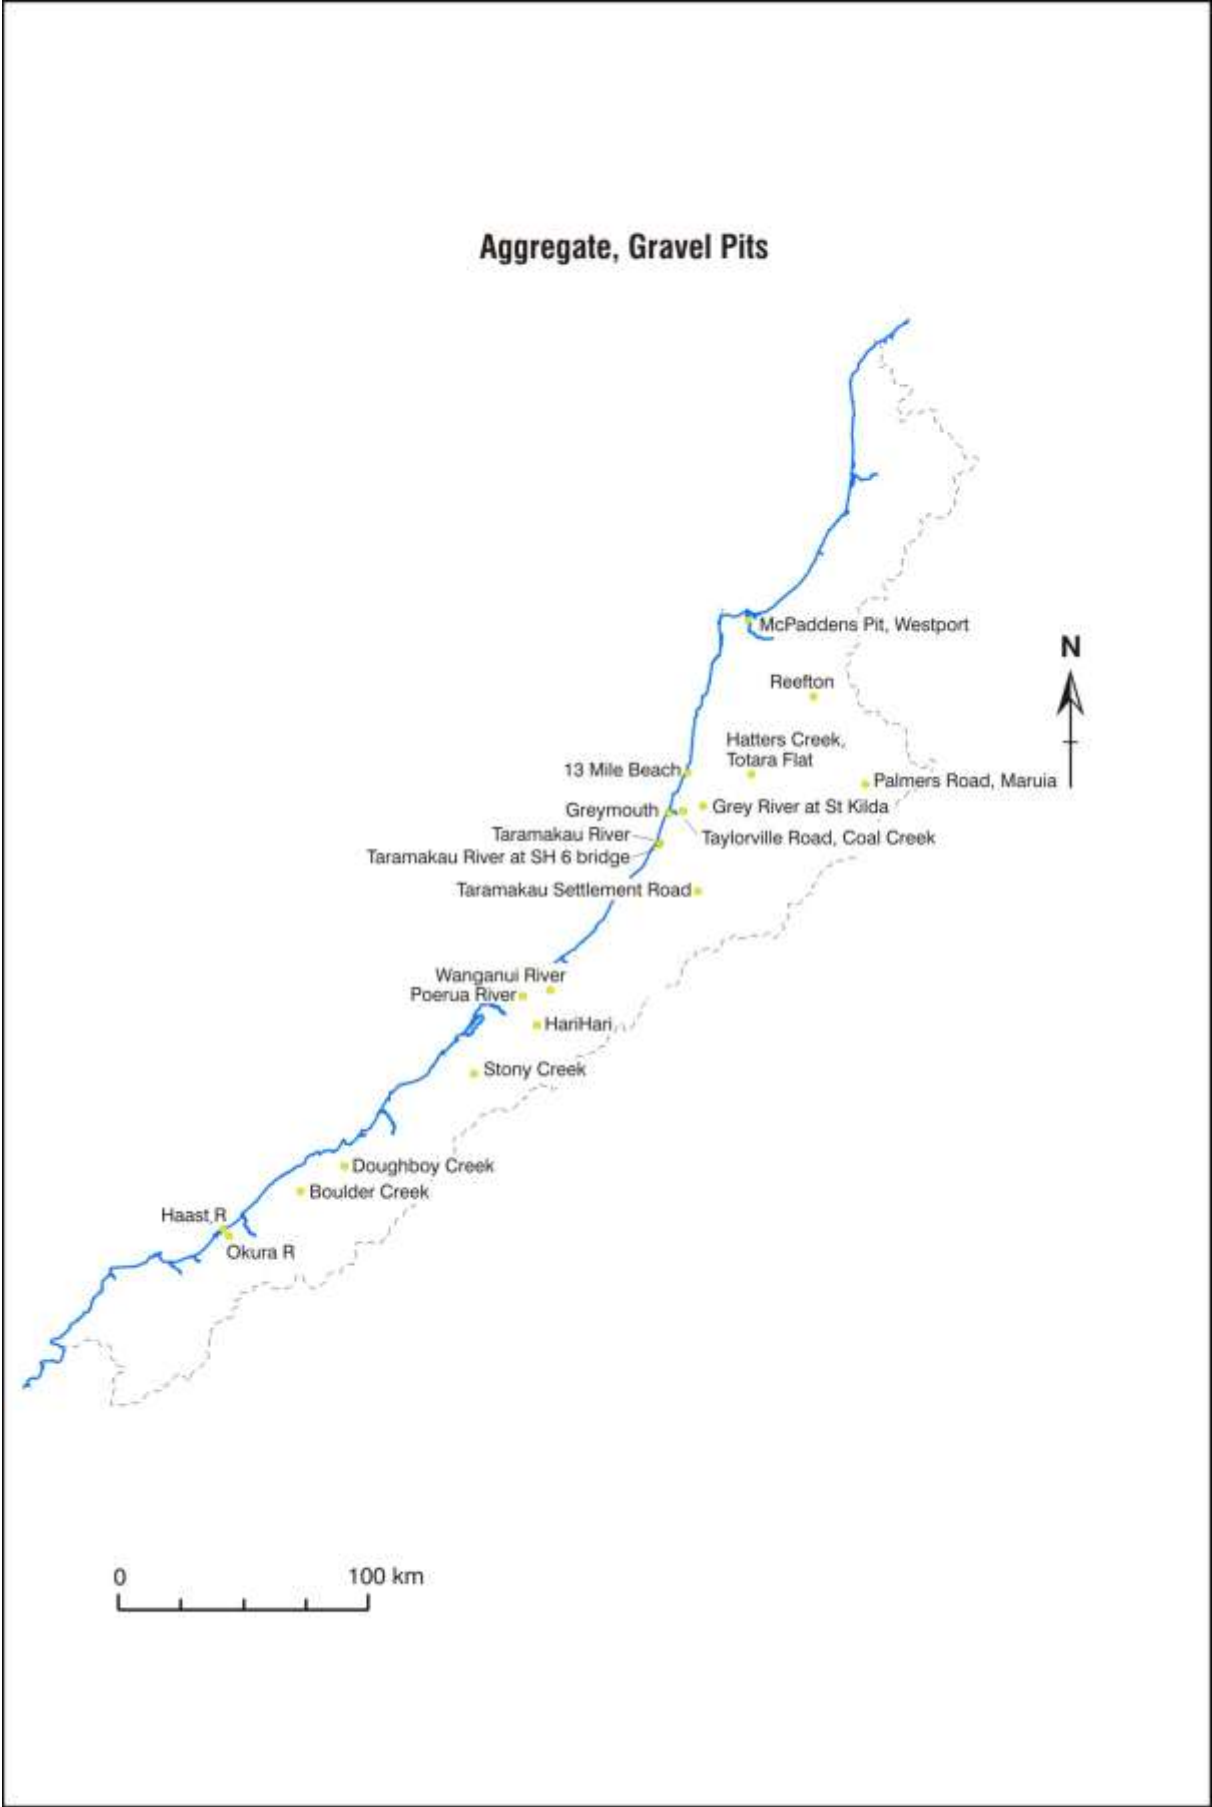 Aggregate, Gravel Pits
McPaddens Pit, Westport
N
Reefton
Hatters Creek,
Totara Flat
13 Mile Beach
Palmers Road, Maruia
Grey River at St Kilda
Greymouth
Taramakau River
Taylorville Road, Coal Creek
Taramakau River at SH 6 bridge
Taramakau Settlement Road
Wanganui River
Poerua River
HariHari
Stony Creek
Doughboy Creek
Boulder Creek
Haast R
Okura R
0 100 km